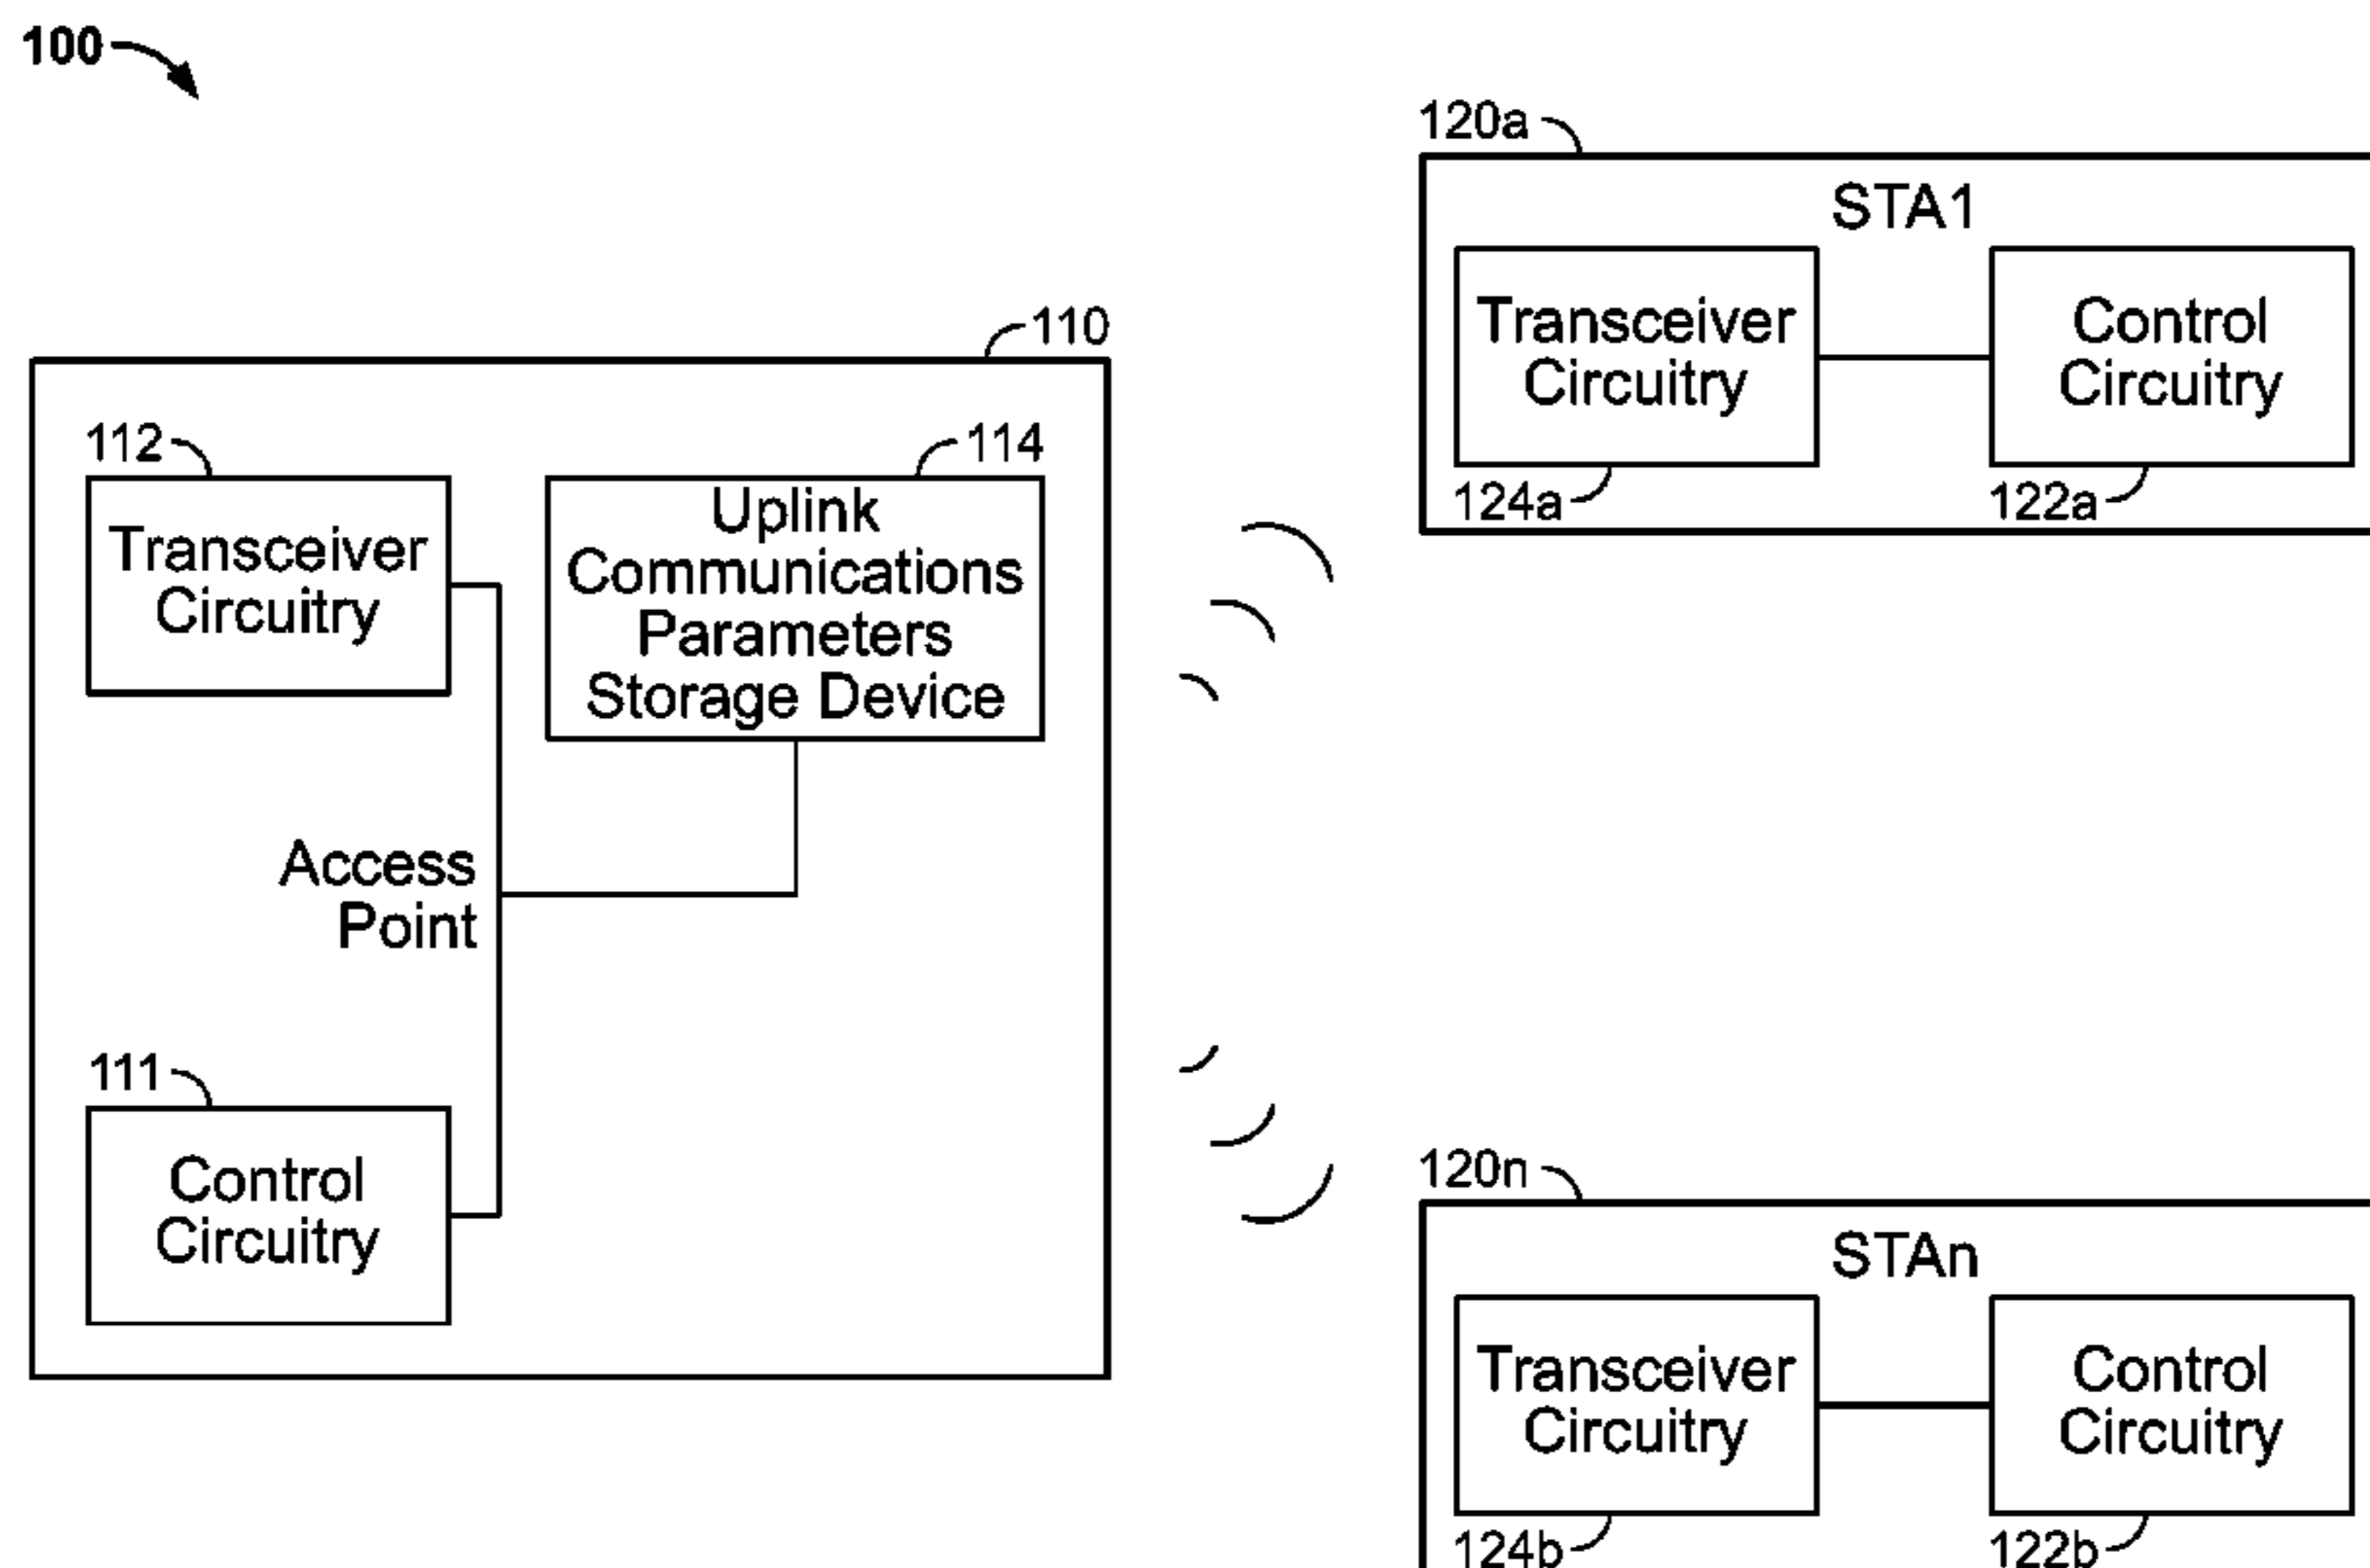 100
120a
STA1
Transceiver
Circuitry
Control
Circuitry
124a
122a
110
112
Transceiver
Circuitry
114
Uplink
Communications
Parameters
Storage Device
Access
Point
111
Control
Circuitry
120n
STAn
Transceiver
Circuitry
Control
Circuitry
124b
122b